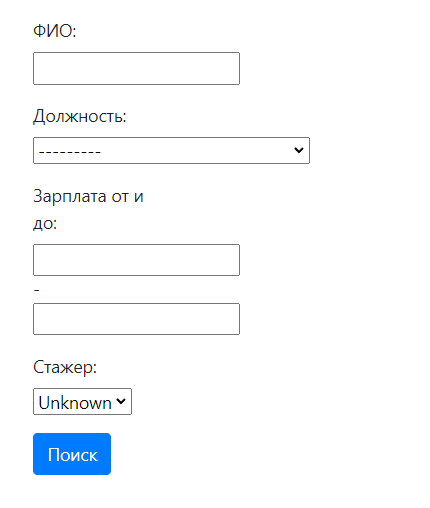 ФИО:
Должность:
---------
Зарплата от и
до:
-
Стажер:
Unknown
Поиск